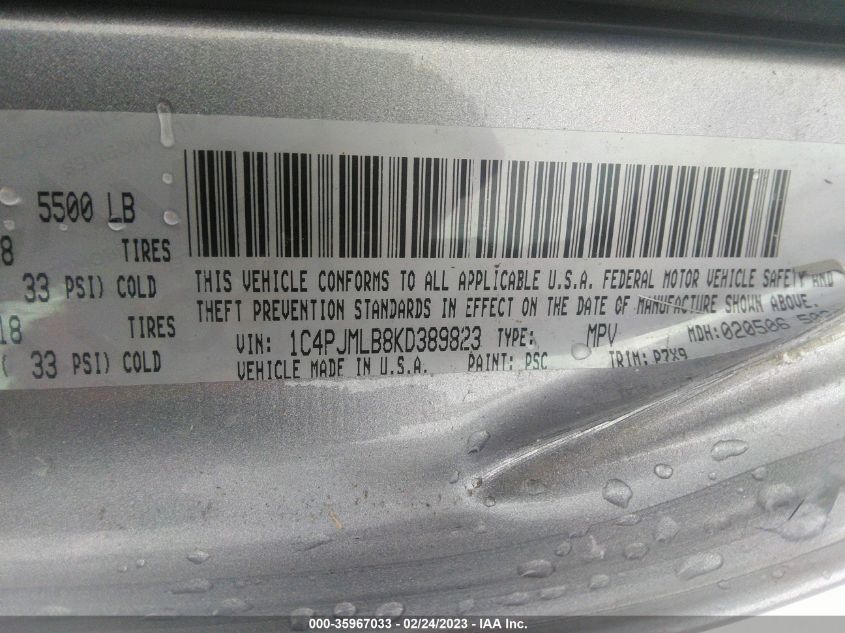 5500 LB
8 TIRES
33 PSI) COLD
18 TIRES
( 33 PSI) COLD
THIS VEHICLE CONFORMS TO ALL APPLICABLE U.S.A. FEDERAL MOTOR VEHICLE SAFETY AND
THEFT PREVENTION STANDARDS IN EFFECT ON THE DATE OF MANUFACTURE SHOWN ABOVE.
VIN: 1C4PJMLB8KD389823 TYPE: MPV MDH:020506
VEHICLE MADE IN U.S.A. PAINT: PSC TRIM: P7X9
000-35967033 - 02/24/2023 - © IAA Inc.